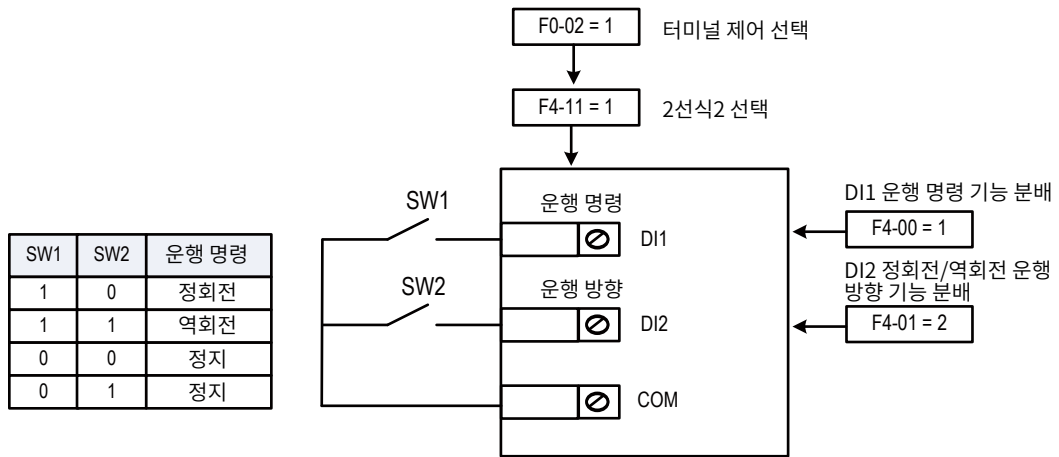 F0-02 = 1
터미널 제어 선택
F4-11 = 1
2선식2 선택
SW1 SW2 운행 명령
1 0 정회전
1 1 역회전
0 0 정지
0 1 정지
SW1
운행 명령
DI1
SW2
운행 방향
DI2
COM
DI1 운행 명령 기능 분배
F4-00 = 1
DI2 정회전/역회전 운행
방향 기능 분배
F4-01 = 2